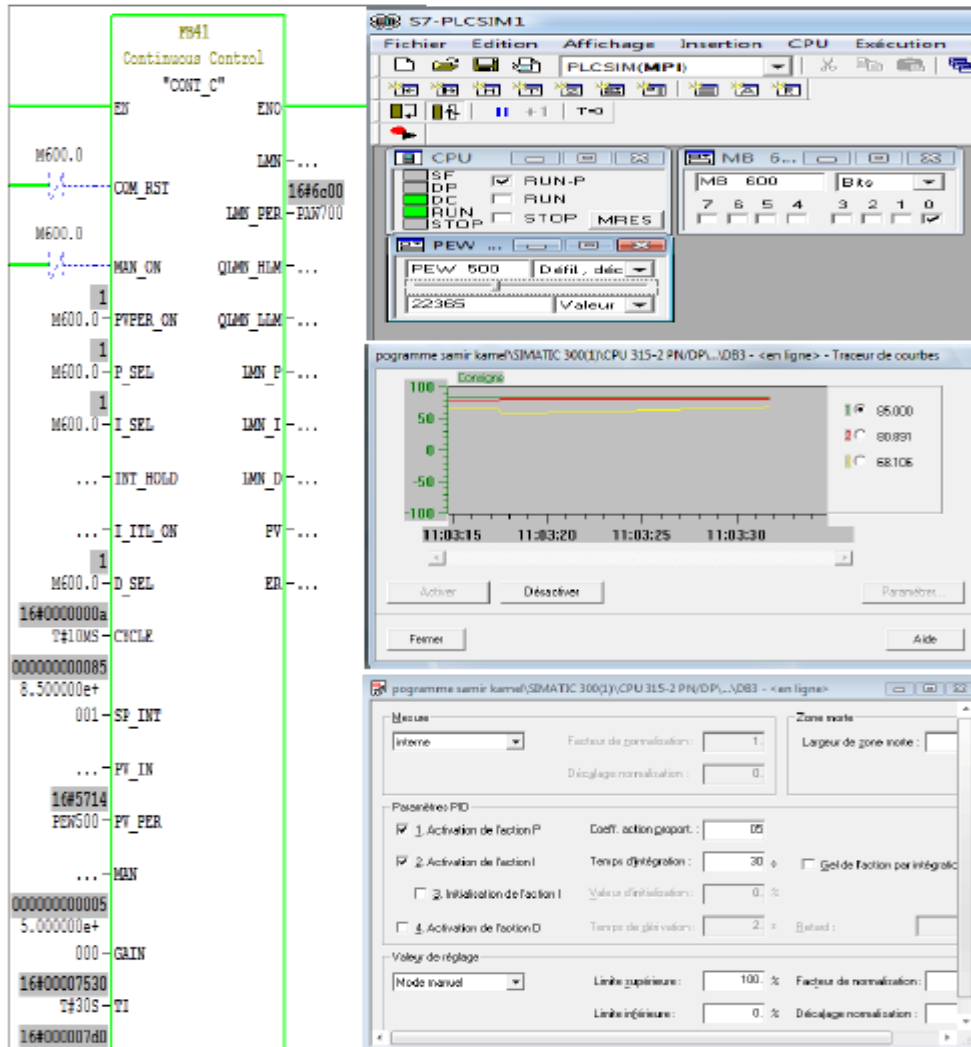 FB41
Continuous Control
"CONT_C"
EN ENO
M600.0
LMN ...
COM_RST
16#6c00
LMN_PER PAW700
M600.0
MAN_ON QLMN_HLM ...
1
M600.0 PVPER_ON QLMN_LLM ...
1
M600.0 P_SEL LMN_P ...
1
M600.0 I_SEL LMN_I ...
... INT_HOLD LMN_D ...
... I_ITL_ON PV ...
1
M600.0 D_SEL ER ...
16#0000000a
T#10MS CYCLE
000000000085
8.500000e+
001 SP_INT
... PV_IN
16#5714
PEW500 PV_PER
... MAN
000000000005
5.000000e+
000 GAIN
16#00007530
T#30S TI
16#000007d0
S7-PLCSIM1
Fichier Edition Affichage Insertion CPU Exécution
PLCSIM(MPI)
+1 T=0
CPU
SF
DP
DC
RUN
STOP
RUN-P
RUN
STOP MRES
MB 6...
MB 600 Bits
7 6 5 4 3 2 1 0
PEW ...
PEW 500 Défil., déc
22365 Valeur
pogramme samir kamel\SIMATIC 300(1)\CPU 315-2 PN/DP\...\DB3 - <en ligne> - Traceur de courbes
Consigne
100
50
0
-50
-100
11:03:15 11:03:20 11:03:25 11:03:30
1 85.000
2 80.891
68.106
Activer Désactiver Paramétrer...
Fermer Aide
pogramme samir kamel\SIMATIC 300(1)\CPU 315-2 PN/DP\...\DB3 - <en ligne>
Mesure
interne
Facteur de normalisation : 1.
Décalage normalisation : 0.
Zone morte
Largeur de zone morte :
Paramètres PID
1. Activation de l'action P Coeff. action proport. : 05
2. Activation de l'action I Temps d'intégration : 30 s Gel de l'action par intégratio
3. Initialisation de l'action I Valeur d'initialisation : 0. %
4. Activation de l'action D Temps de dérivation : 2. s Retard :
Valeur de réglage
Mode manuel Limite supérieure : 100. % Facteur de normalisation :
Limite inférieure : 0. % Décalage normalisation :